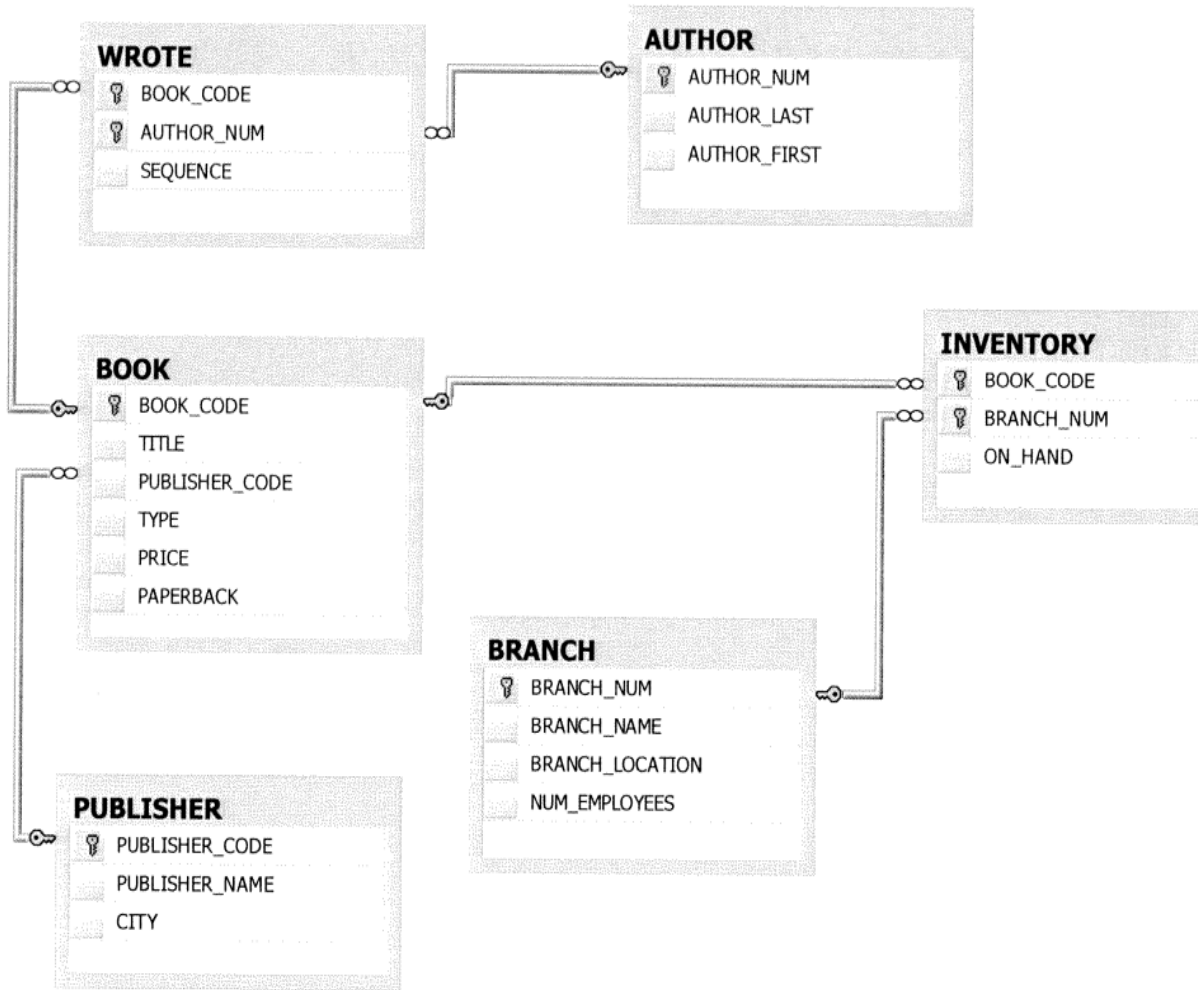 WROTE
BOOK_CODE
AUTHOR_NUM
SEQUENCE
AUTHOR
AUTHOR_NUM
AUTHOR_LAST
AUTHOR_FIRST
BOOK
BOOK_CODE
TITLE
PUBLISHER_CODE
TYPE
PRICE
PAPERBACK
INVENTORY
BOOK_CODE
BRANCH_NUM
ON_HAND
BRANCH
BRANCH_NUM
BRANCH_NAME
BRANCH_LOCATION
NUM_EMPLOYEES
PUBLISHER
PUBLISHER_CODE
PUBLISHER_NAME
CITY